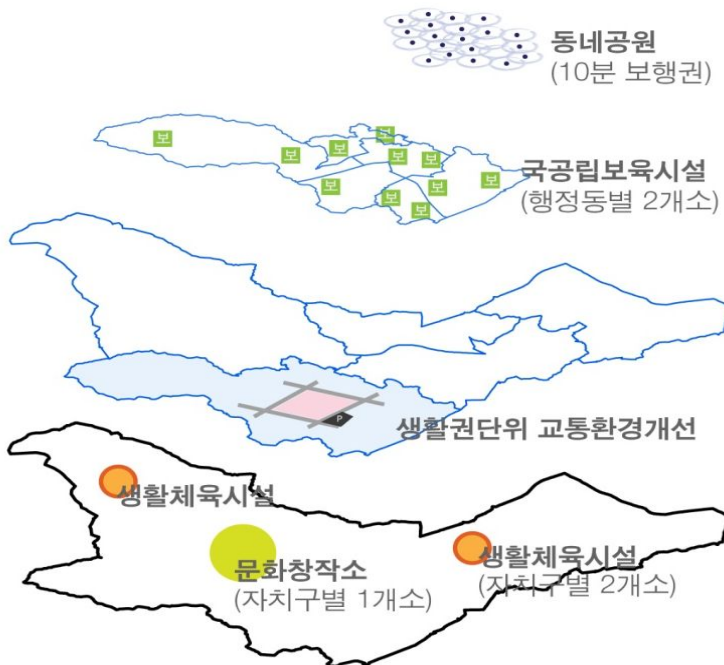 동네공원
(10분 보행권)
보
보
보
보
보
보
보
보
보
보
보
국공립보육시설
(행정동별 2개소)
P
생활권단위 교통환경개선
생활체육시설
문화창작소
(자치구별 1개소)
생활체육시설
(자치구별 2개소)